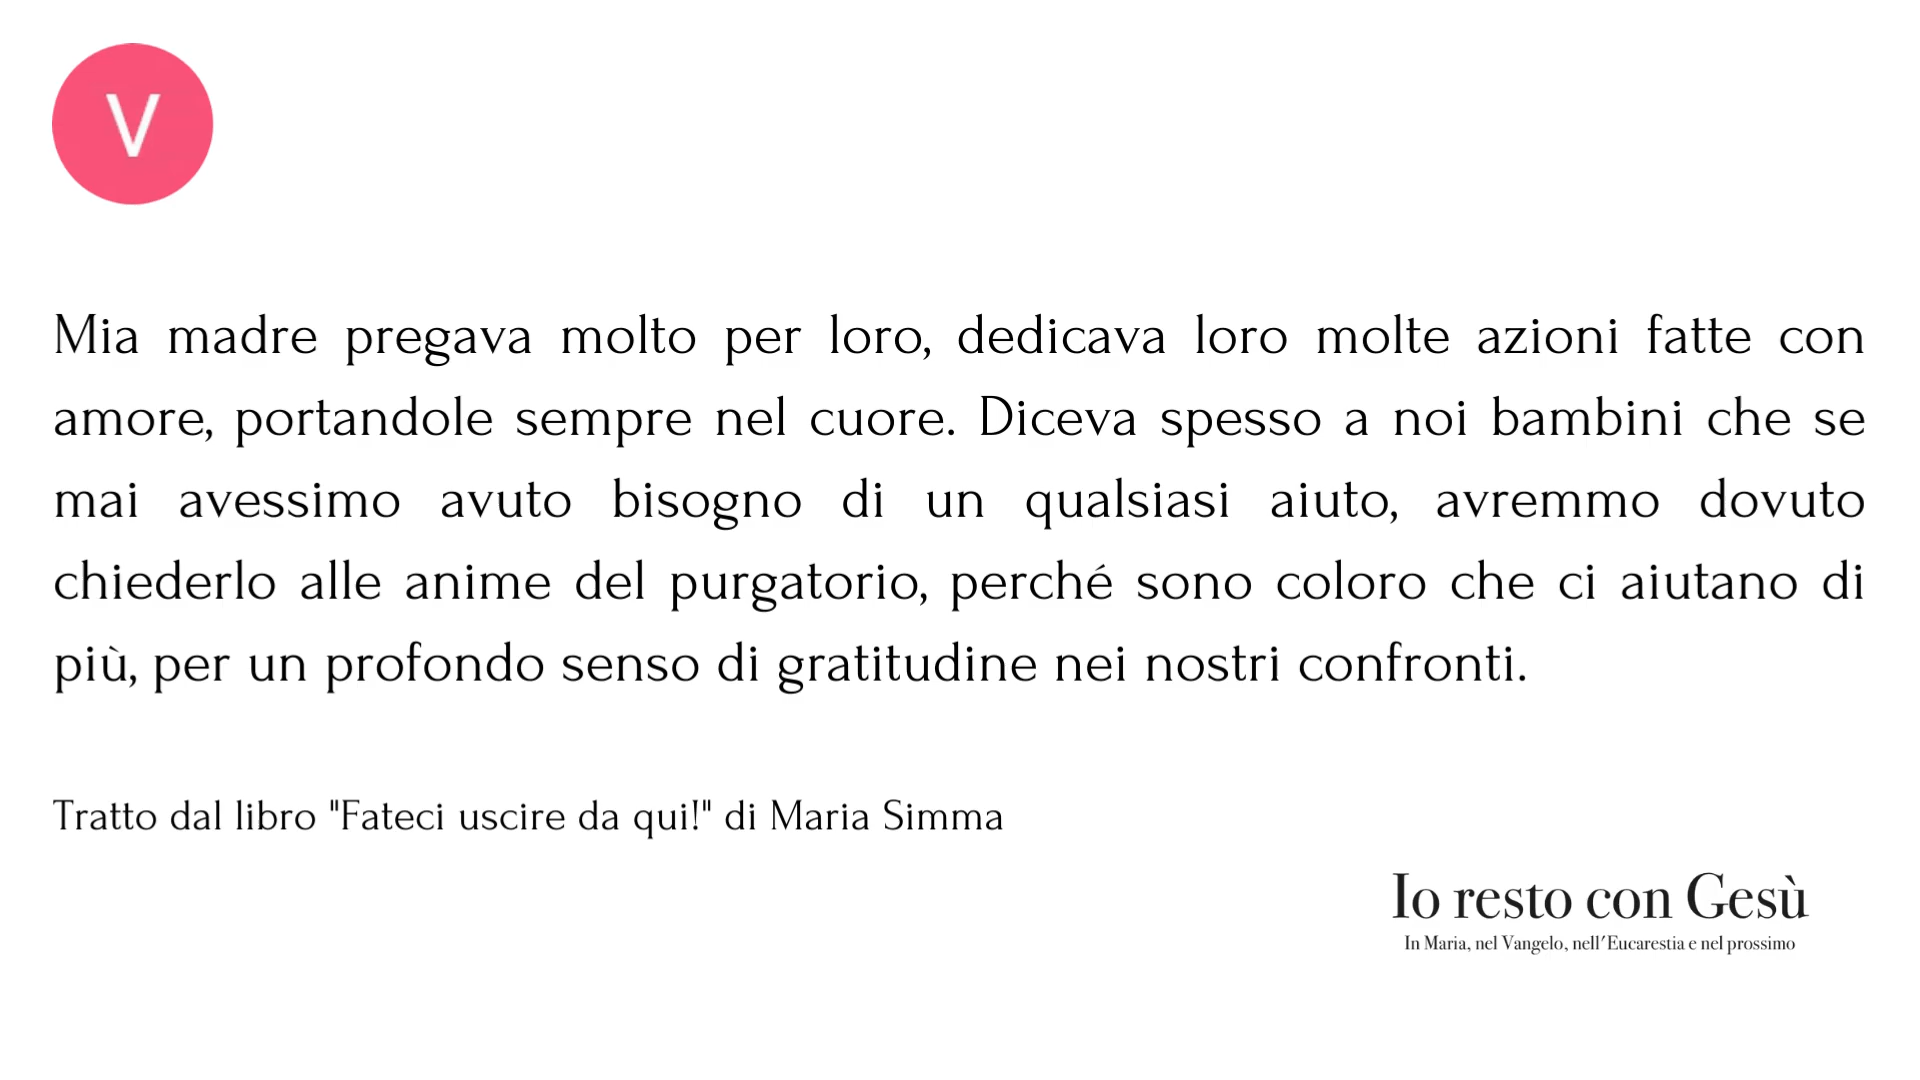 V
Mia madre pregava molto per loro, dedicava loro molte azioni fatte con
amore, portandole sempre nel cuore. Diceva spesso a noi bambini che se
mai avessimo avuto bisogno di un qualsiasi aiuto, avremmo dovuto
chiederlo alle anime del purgatorio, perché sono coloro che ci aiutano di
più, per un profondo senso di gratitudine nei nostri confronti.
Tratto dal libro "Fateci uscire da qui!" di Maria Simma
Io resto con Gesù
In Maria, nel Vangelo, nell'Eucarestia e nel prossimo